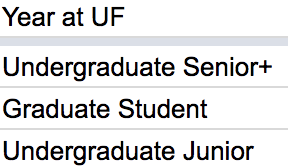 Year at UF
Undergraduate Senior+
Graduate Student
Undergraduate Junior